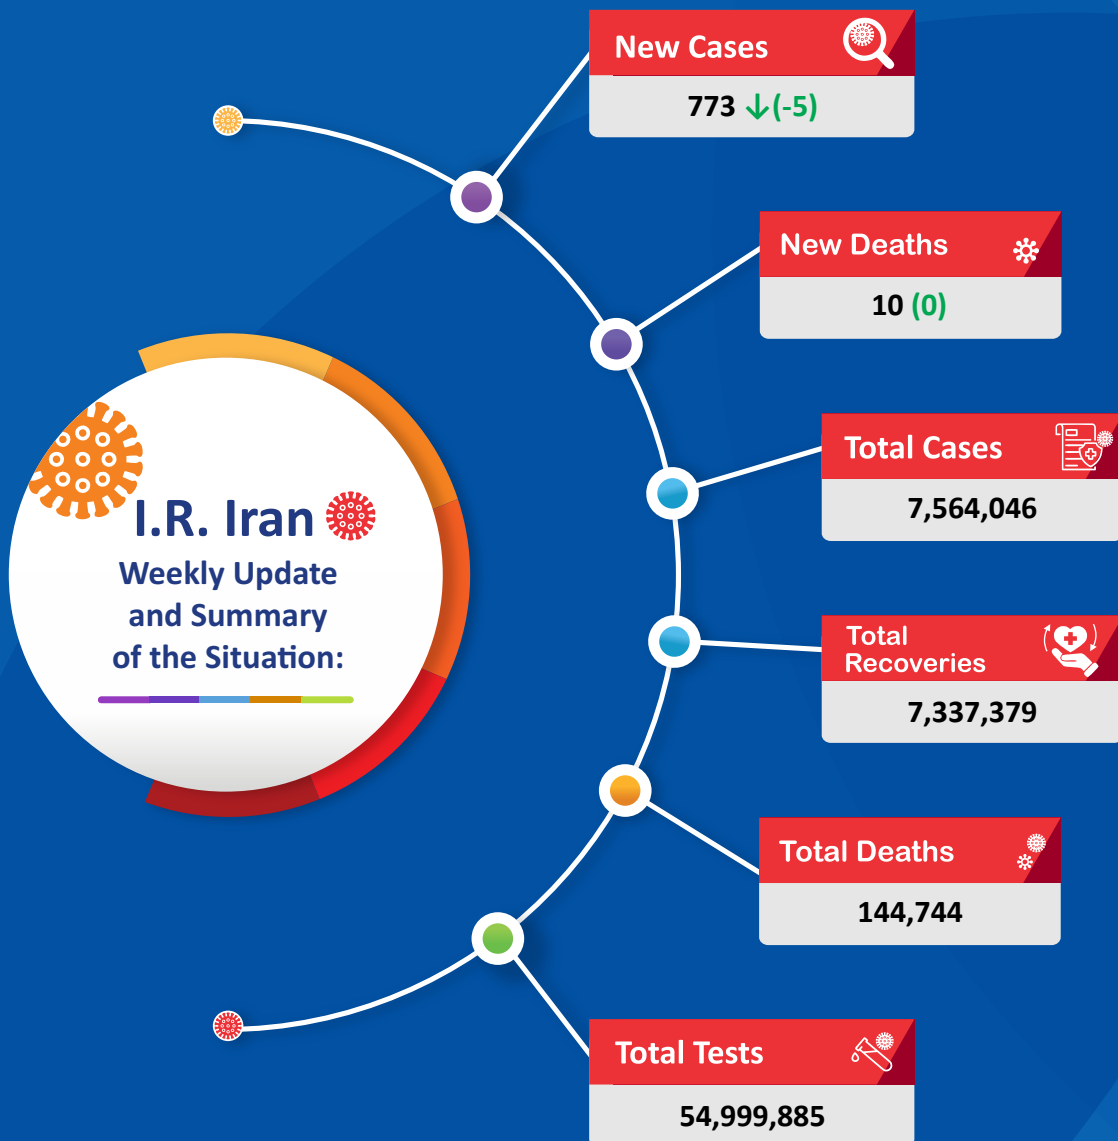 I.R. Iran
Weekly Update
and Summary
of the Situation:
New Cases
773 ↓(-5)
New Deaths
10 (0)
Total Cases
7,564,046
Total
Recoveries
7,337,379
Total Deaths
144,744
Total Tests
54,999,885